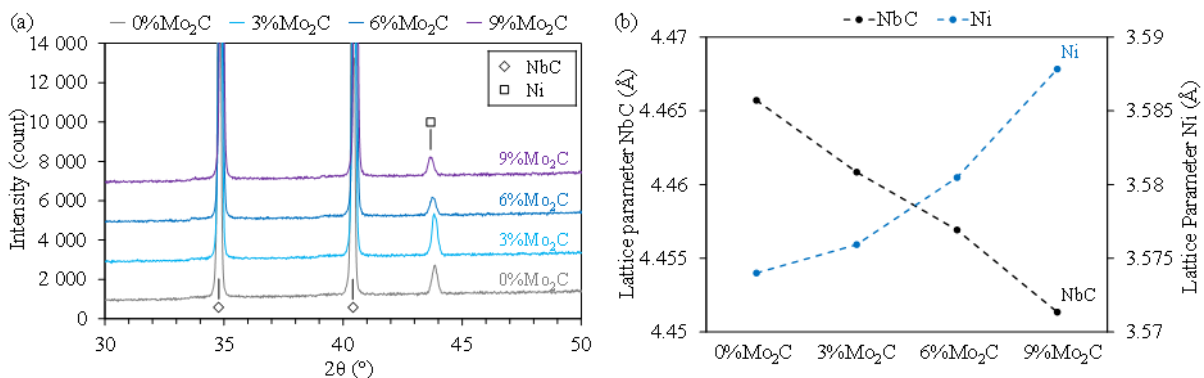 (a)
0%Mo₂C 3%Mo₂C 6%Mo₂C 9%Mo₂C
Intensity (count)
14 000
12 000
10 000
8 000
6 000
4 000
2 000
0
NbC
Ni
9%Mo₂C
6%Mo₂C
3%Mo₂C
0%Mo₂C
30 35 40 45 50
2θ (°)
(b)
NbC Ni
Lattice parameter NbC (Å)
4.47
4.465
4.46
4.455
4.45
Ni
NbC
3.59
3.585
3.58
3.575
3.57
Lattice Parameter Ni (Å)
0%Mo₂C 3%Mo₂C 6%Mo₂C 9%Mo₂C